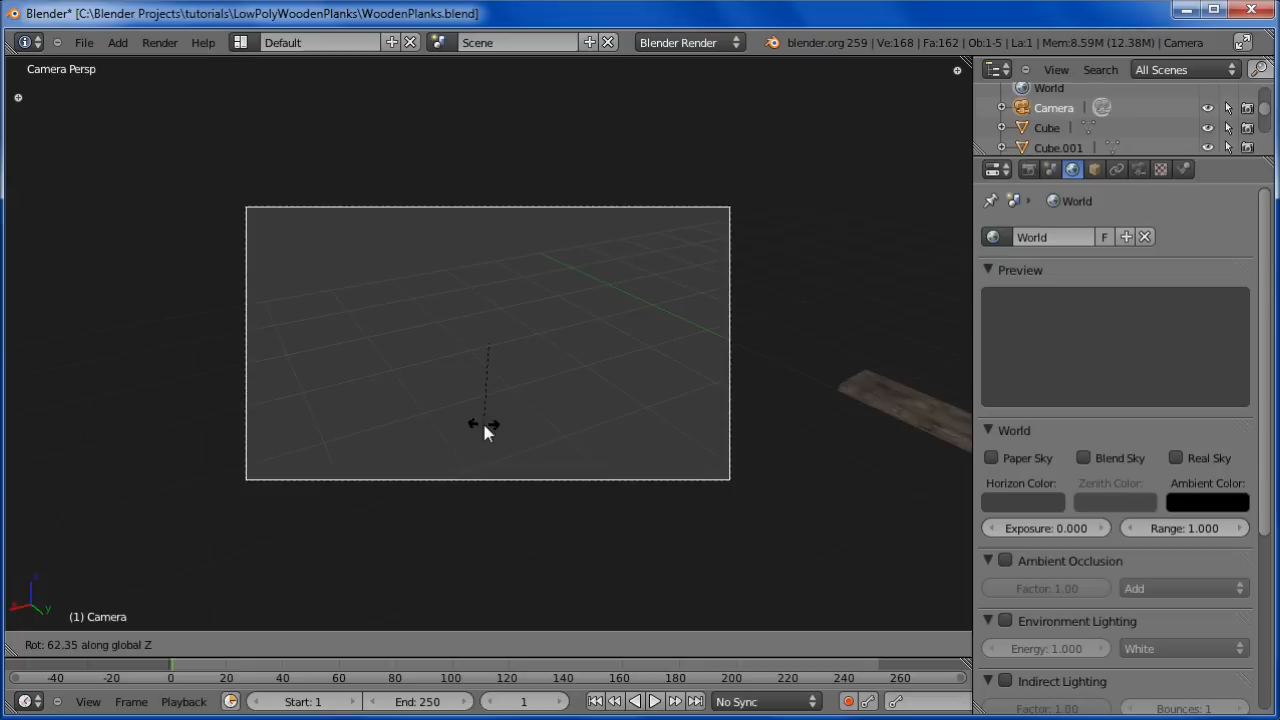 Blender* [C:\Blender Projects\tutorials\LowPolyWoodenPlanks\WoodenPlanks.blend]
File Add Render Help Default Scene Blender Render blender.org 259 | Ve:168 | Fa:162 | Ob:1-5 | La:1 | Mem:8.59M (12.38M) | Camera
Camera Persp
View Search All Scenes
World
Camera
Cube
Cube.001
World
World F
Preview
World
Paper Sky Blend Sky Real Sky
Horizon Color: Zenith Color: Ambient Color:
Exposure: 0.000 Range: 1.000
Ambient Occlusion
Factor: 1.00 Add
Environment Lighting
Energy: 1.000 White
Indirect Lighting
Factor: 1.00 Bounces: 1
x y
(1) Camera
Rot: 62.35 along global Z
-40 -20 0 20 40 60 80 100 120 140 160 180 200 220 240 260
View Frame Playback Start: 1 End: 250 1 No Sync